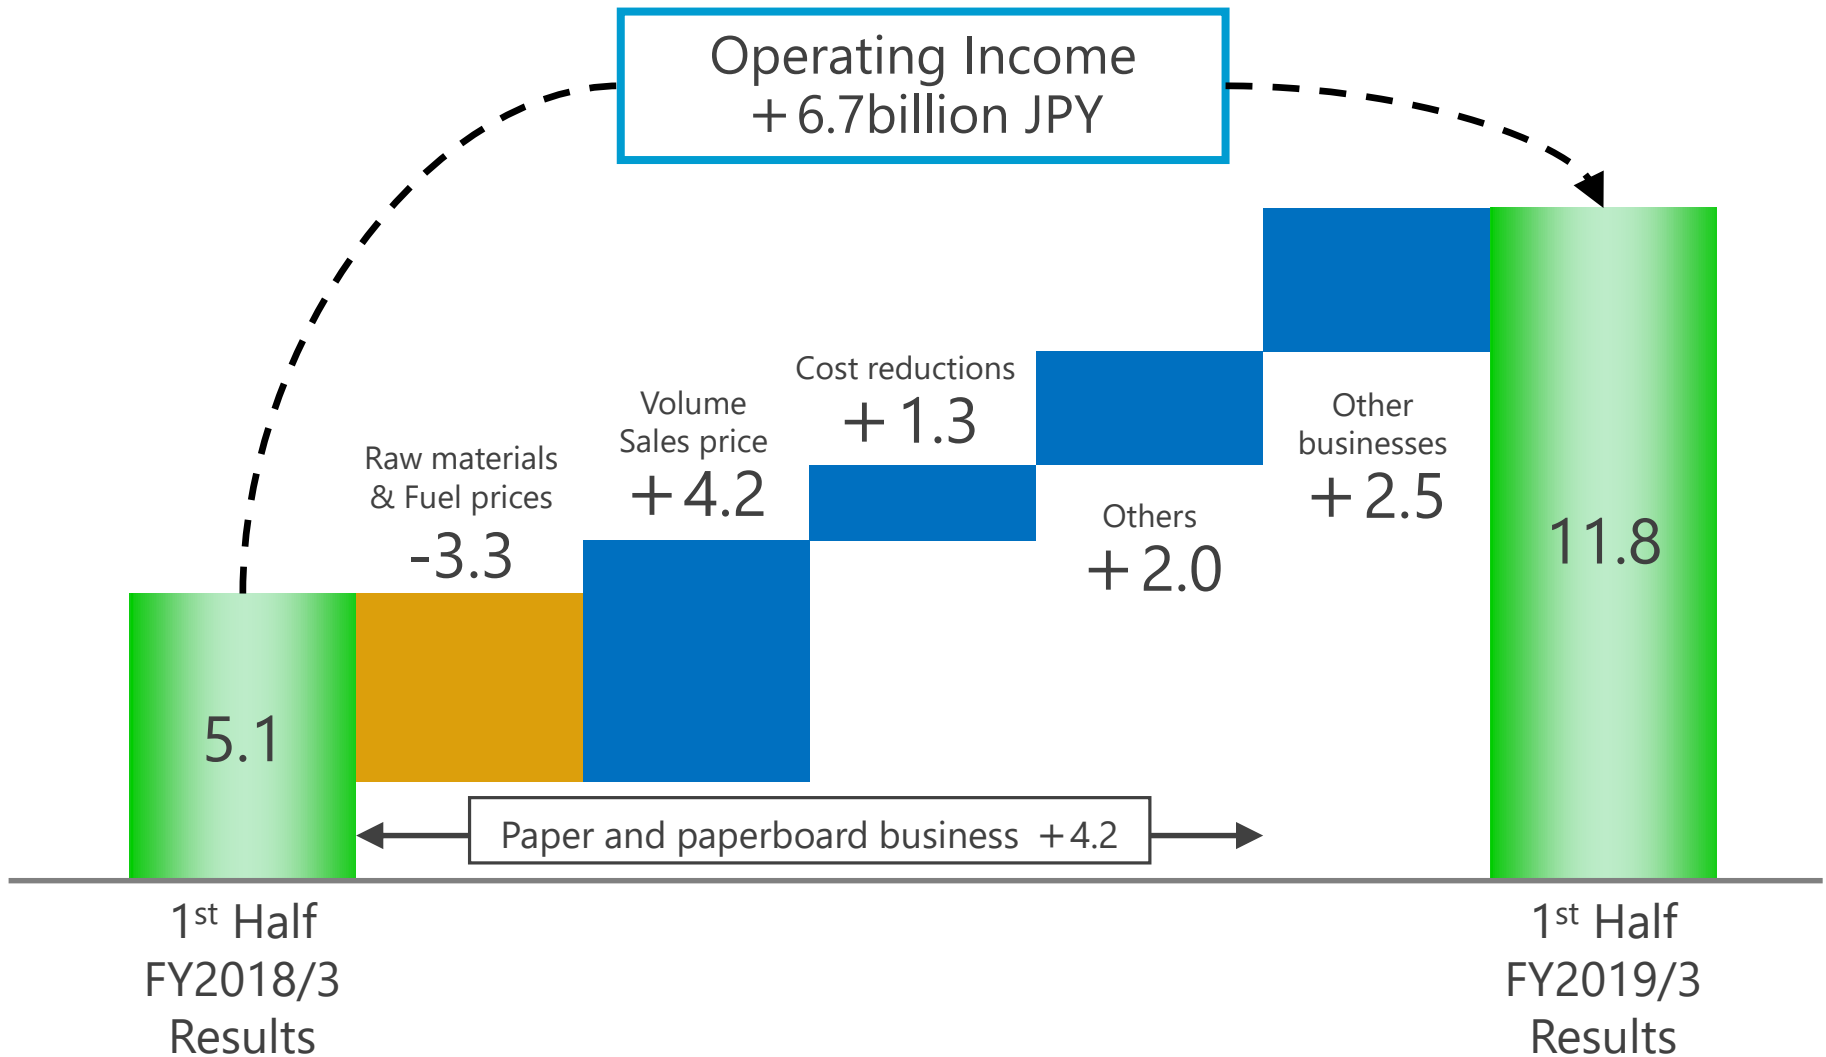 Operating Income
+6.7billion JPY
Cost reductions
+1.3
Volume
Sales price
+4.2
Raw materials
& Fuel prices
-3.3
Other
businesses
+2.5
Others
+2.0
11.8
5.1
Paper and paperboard business +4.2
1st Half
FY2018/3
Results
1st Half
FY2019/3
Results